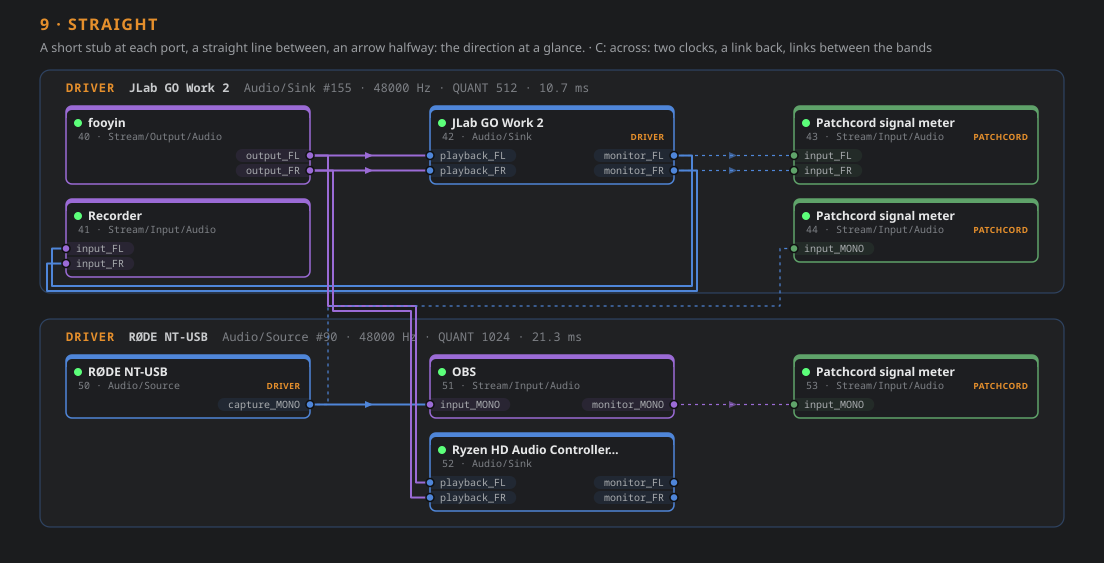 9 · STRAIGHT
A short stub at each port, a straight line between, an arrow halfway: the direction at a glance. · C: across: two clocks, a link back, links between the bands
DRIVER JLab GO Work 2 Audio/Sink #155 · 48000 Hz · QUANT 512 · 10.7 ms
fooyin
40 · Stream/Output/Audio
output_FL
output_FR
JLab GO Work 2
42 · Audio/Sink
DRIVER
playback_FL
monitor_FL
playback_FR
monitor_FR
Patchcord signal meter
43 · Stream/Input/Audio
PATCHCORD
input_FL
input_FR
Recorder
41 · Stream/Input/Audio
input_FL
input_FR
Patchcord signal meter
44 · Stream/Input/Audio
PATCHCORD
input_MONO
DRIVER RØDE NT-USB Audio/Source #90 · 48000 Hz · QUANT 1024 · 21.3 ms
RØDE NT-USB
50 · Audio/Source
DRIVER
capture_MONO
OBS
51 · Stream/Input/Audio
input_MONO
monitor_MONO
Patchcord signal meter
53 · Stream/Input/Audio
PATCHCORD
input_MONO
Ryzen HD Audio Controller...
52 · Audio/Sink
playback_FL
monitor_FL
playback_FR
monitor_FR